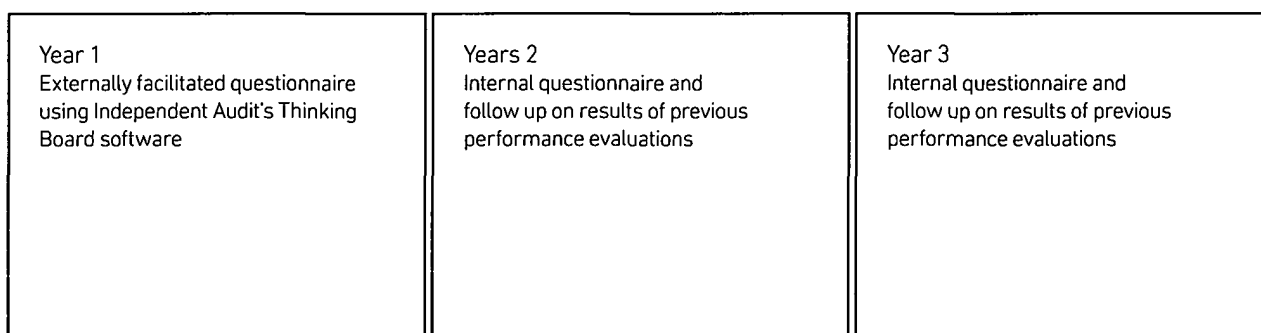 Year 1
Externally facilitated questionnaire
using Independent Audit's Thinking
Board software
Years 2
Internal questionnaire and
follow up on results of previous
performance evaluations
Year 3
Internal questionnaire and
follow up on results of previous
performance evaluations